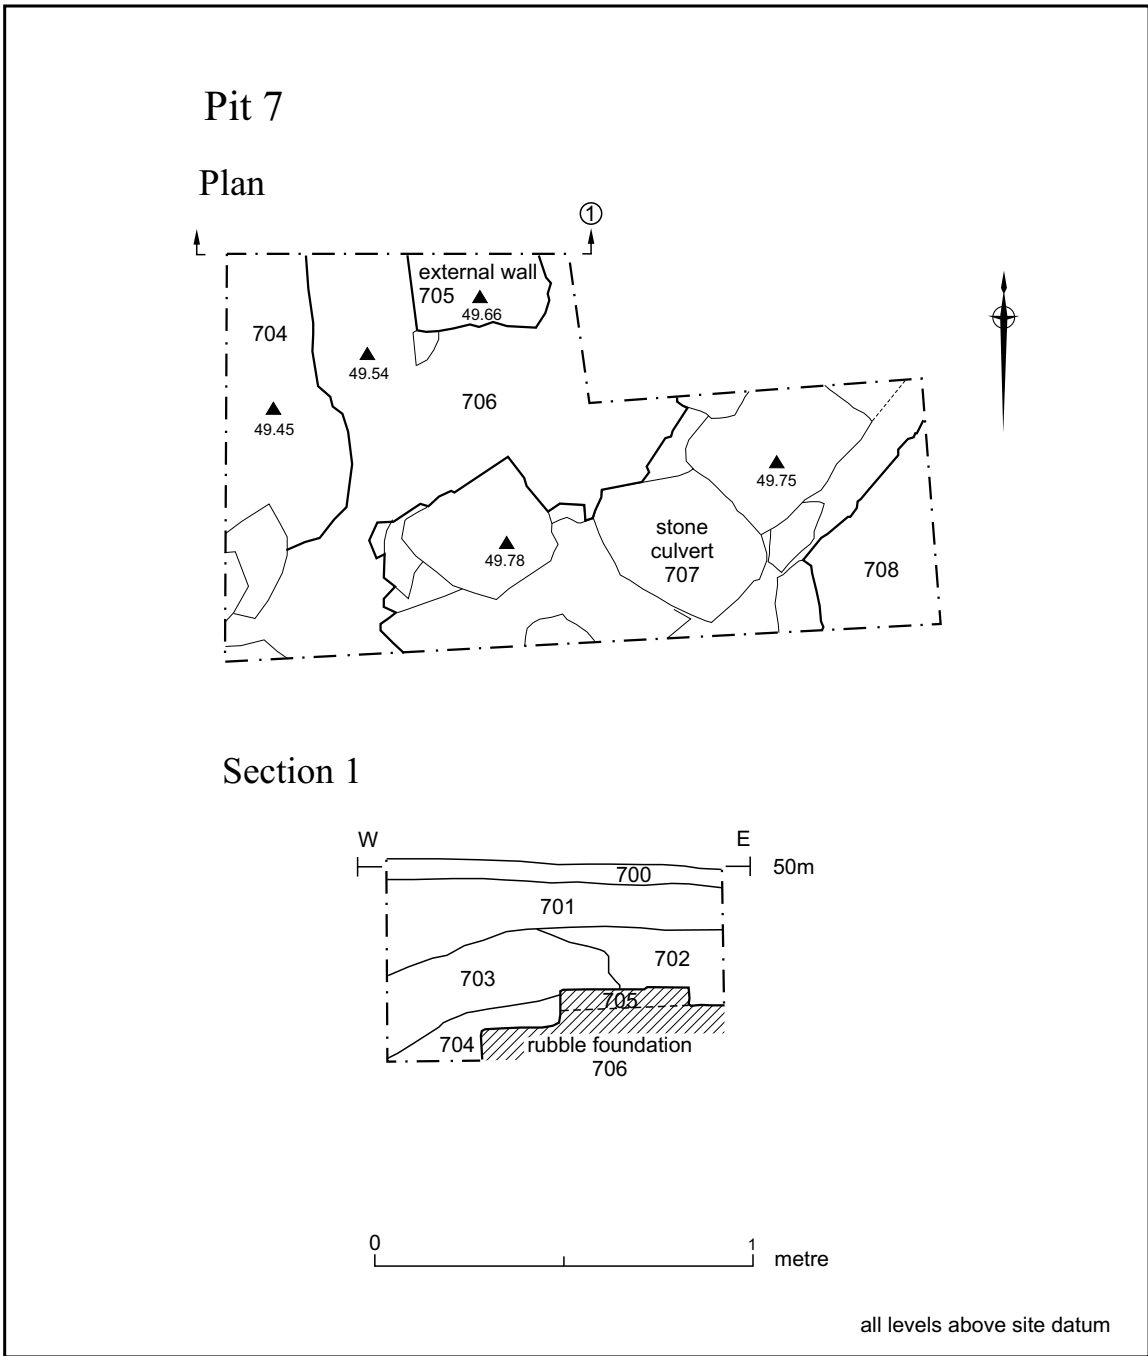 Pit 7
Plan
1
external wall
705
49.66
704
49.54
706
49.45
49.75
stone
culvert
707
49.78
708
Section 1
W
E
50m
700
701
702
703
705
704
rubble foundation
706
0
1
metre
all levels above site datum